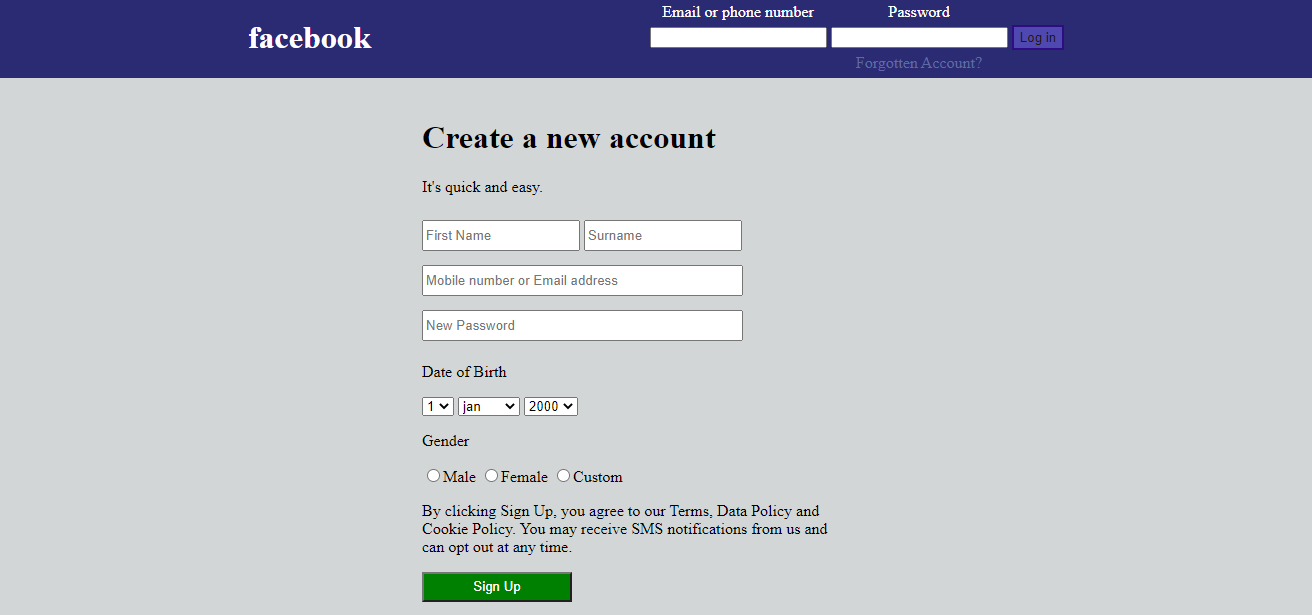 facebook
Email or phone number Password
Log in
Forgotten Account?
Create a new account
It's quick and easy.
First Name Surname
Mobile number or Email address
New Password
Date of Birth
1 jan 2000
Gender
Male Female Custom
By clicking Sign Up, you agree to our Terms, Data Policy and
Cookie Policy. You may receive SMS notifications from us and
can opt out at any time.
Sign Up